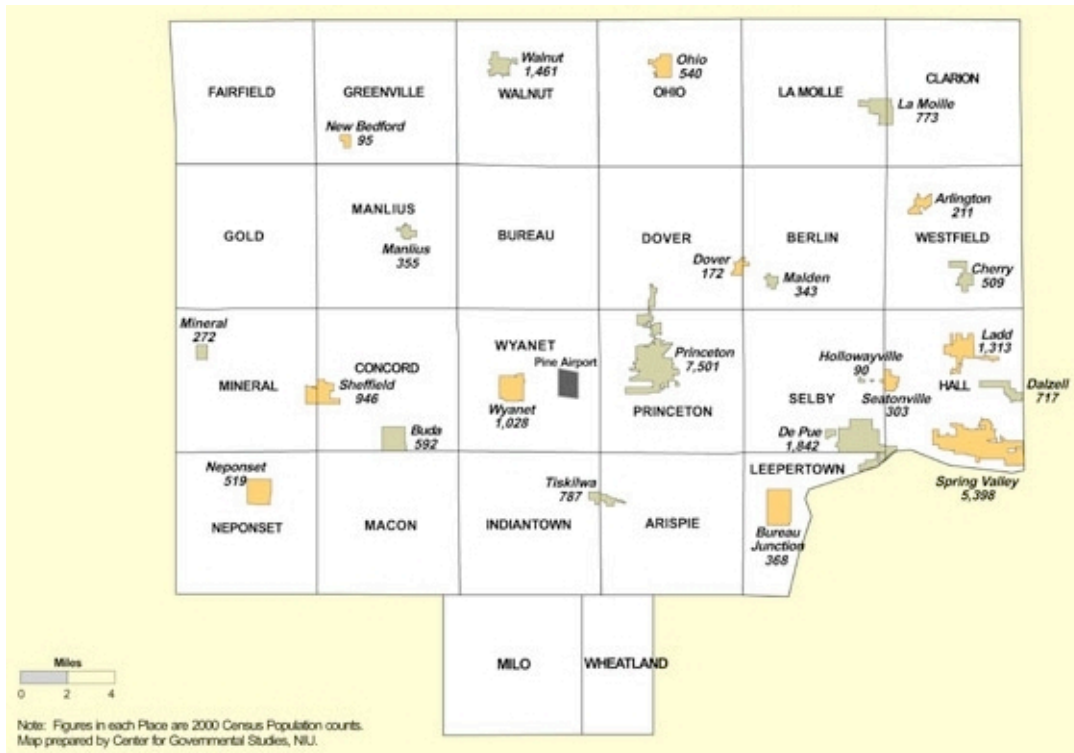 Walnut
1,461
Ohio
540
FAIRFIELD
GREENVILLE
WALNUT
OHIO
LA MOILLE
CLARION
La Moille
773
New Bedford
95
GOLD
MANLIUS
Manlius
355
BUREAU
DOVER
Dover
172
BERLIN
Malden
343
Arlington
211
WESTFIELD
Cherry
509
Mineral
272
MINERAL
CONCORD
Sheffield
946
Buda
592
WYANET
Pine Airport
Wyanet
1,028
Princeton
7,501
PRINCETON
Hollowayville
90
SELBY
Seatonville
303
De Pue
1,842
Ladd
1,313
HALL
Dalzell
717
Spring Valley
5,398
Neponset
519
NEPONSET
MACON
INDIANTOWN
Tiskilwa
787
ARISPIE
LEEPERTOWN
Bureau
Junction
368
MILO
WHEATLAND
Miles
0 2 4
Note: Figures in each Place are 2000 Census Population counts.
Map prepared by Center for Governmental Studies, NIU.